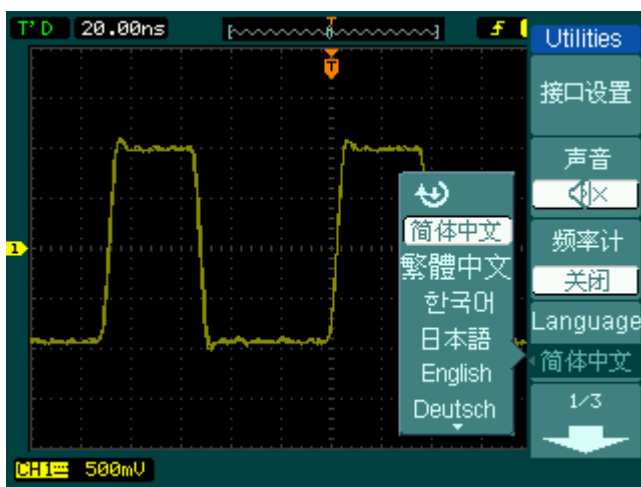 T' D 20.00ns
T
T
Utilities
接口设置
声音
频率计
关闭
Language
简体中文
1/3
简体中文
繁體中文
한국어
日本語
English
Deutsch
1
CH1 500mV